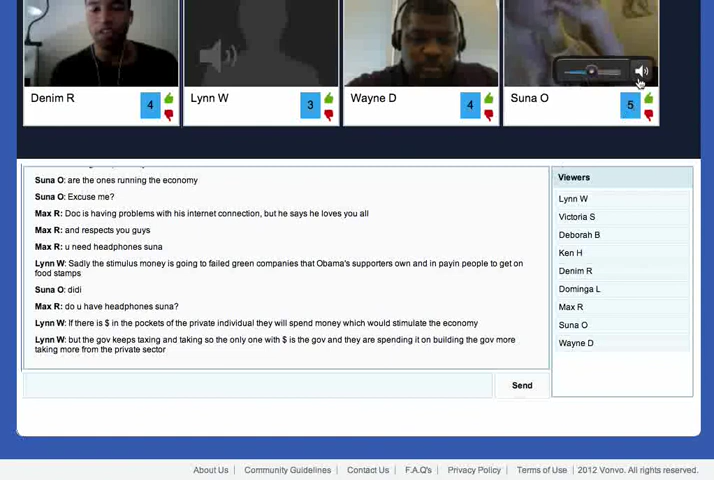 Denim R
4
Lynn W
3
Wayne D
4
Suna O
5
Suna O: are the ones running the economy
Suna O: Excuse me?
Max R: Doc is having problems with his internet connection, but he says he loves you all
Max R: and respects you guys
Max R: u need headphones suna
Lynn W: Sadly the stimulus money is going to failed green companies that Obama's supporters own and in payin people to get on
food stamps
Suna O: didi
Max R: do u have headphones suna?
Lynn W: If there is $ in the pockets of the private individual they will spend money which would stimulate the economy
Lynn W: but the gov keeps taxing and taking so the only one with $ is the gov and they are spending it on building the gov more
taking more from the private sector
Send
Viewers
Lynn W
Victoria S
Deborah B
Ken H
Denim R
Dominga L
Max R
Suna O
Wayne D
About Us | Community Guidelines | Contact Us | F.A.Q's | Privacy Policy | Terms of Use | 2012 Vonvo. All rights reserved.